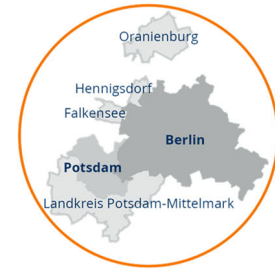 Oranienburg
Hennigsdorf
Falkensee
Berlin
Potsdam
Landkreis Potsdam-Mittelmark